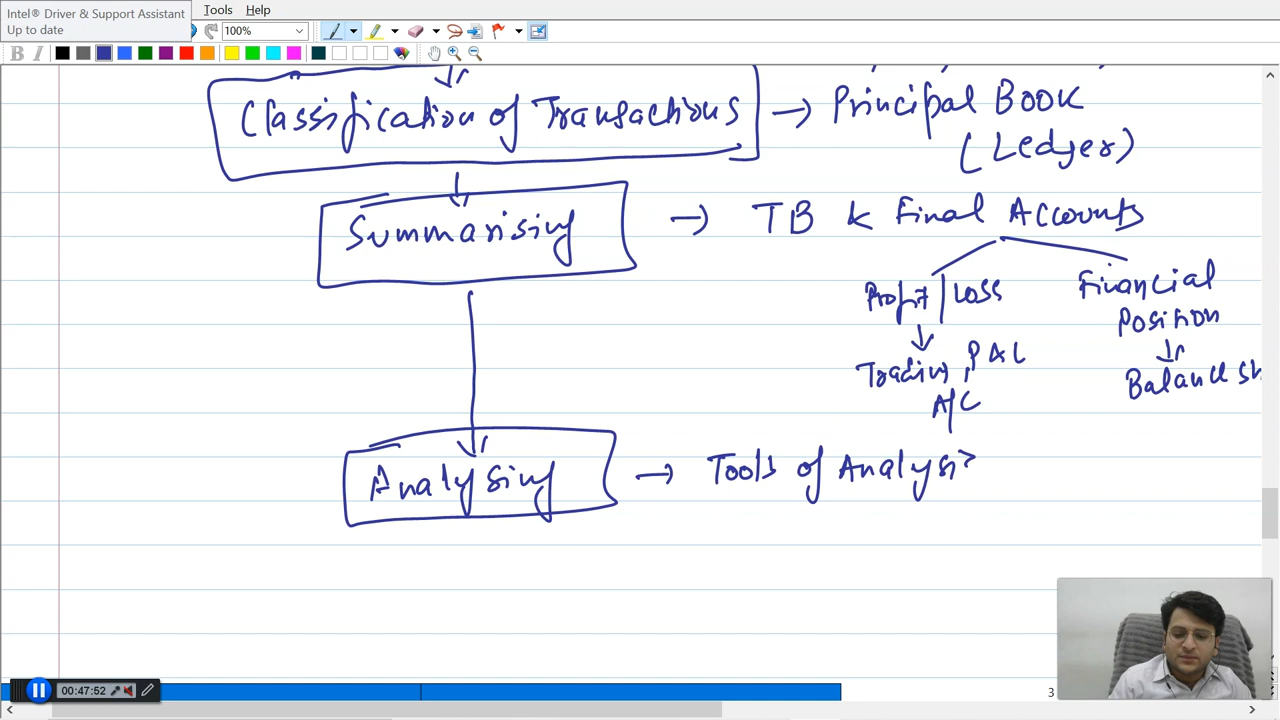 Intel® Driver & Support Assistant
Up to date
Tools Help
100%
B I
Classification of Transactions → Principal BOOK
(Ledger)
Summarising → TB & Final Accounts
Profit | Loss
Financial
Position
Trading, P&L
A/C
Balance Sh
Analysing → Tools of Analysis
3
00:47:52